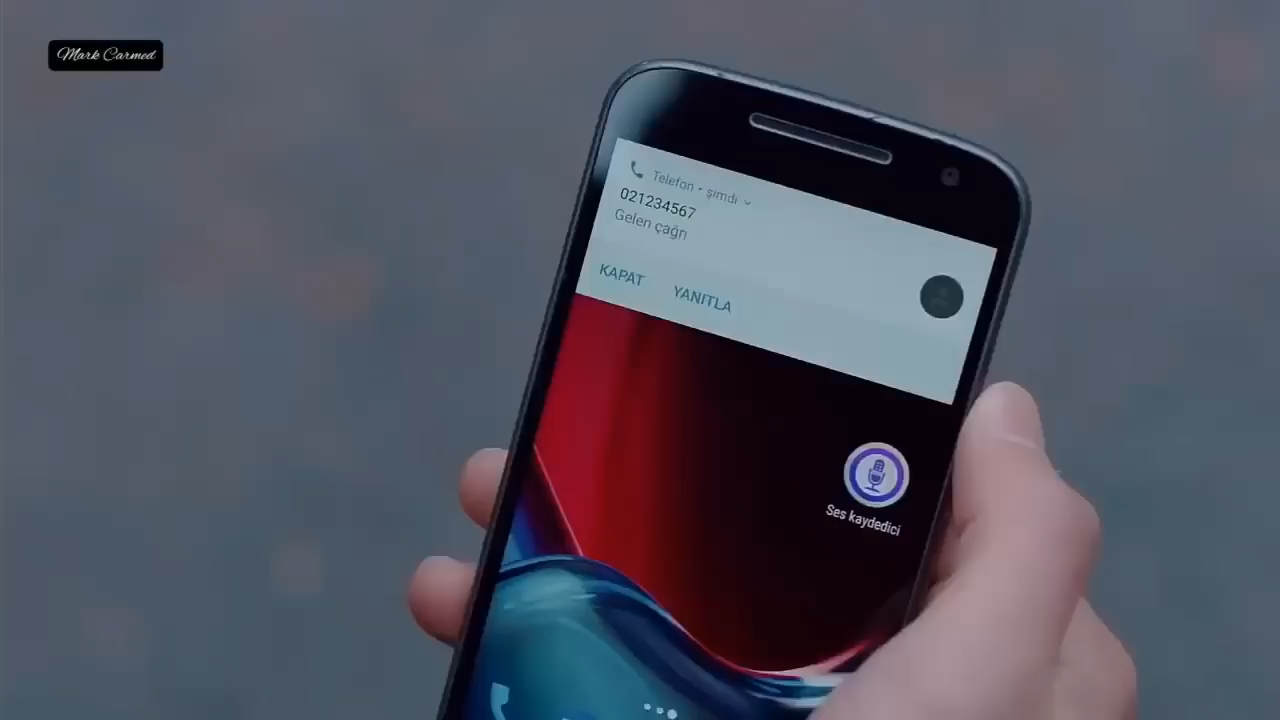 Mark Carmed
Telefon • şimdi
021234567
Gelen çağrı
KAPAT YANITLA
Ses kaydedici